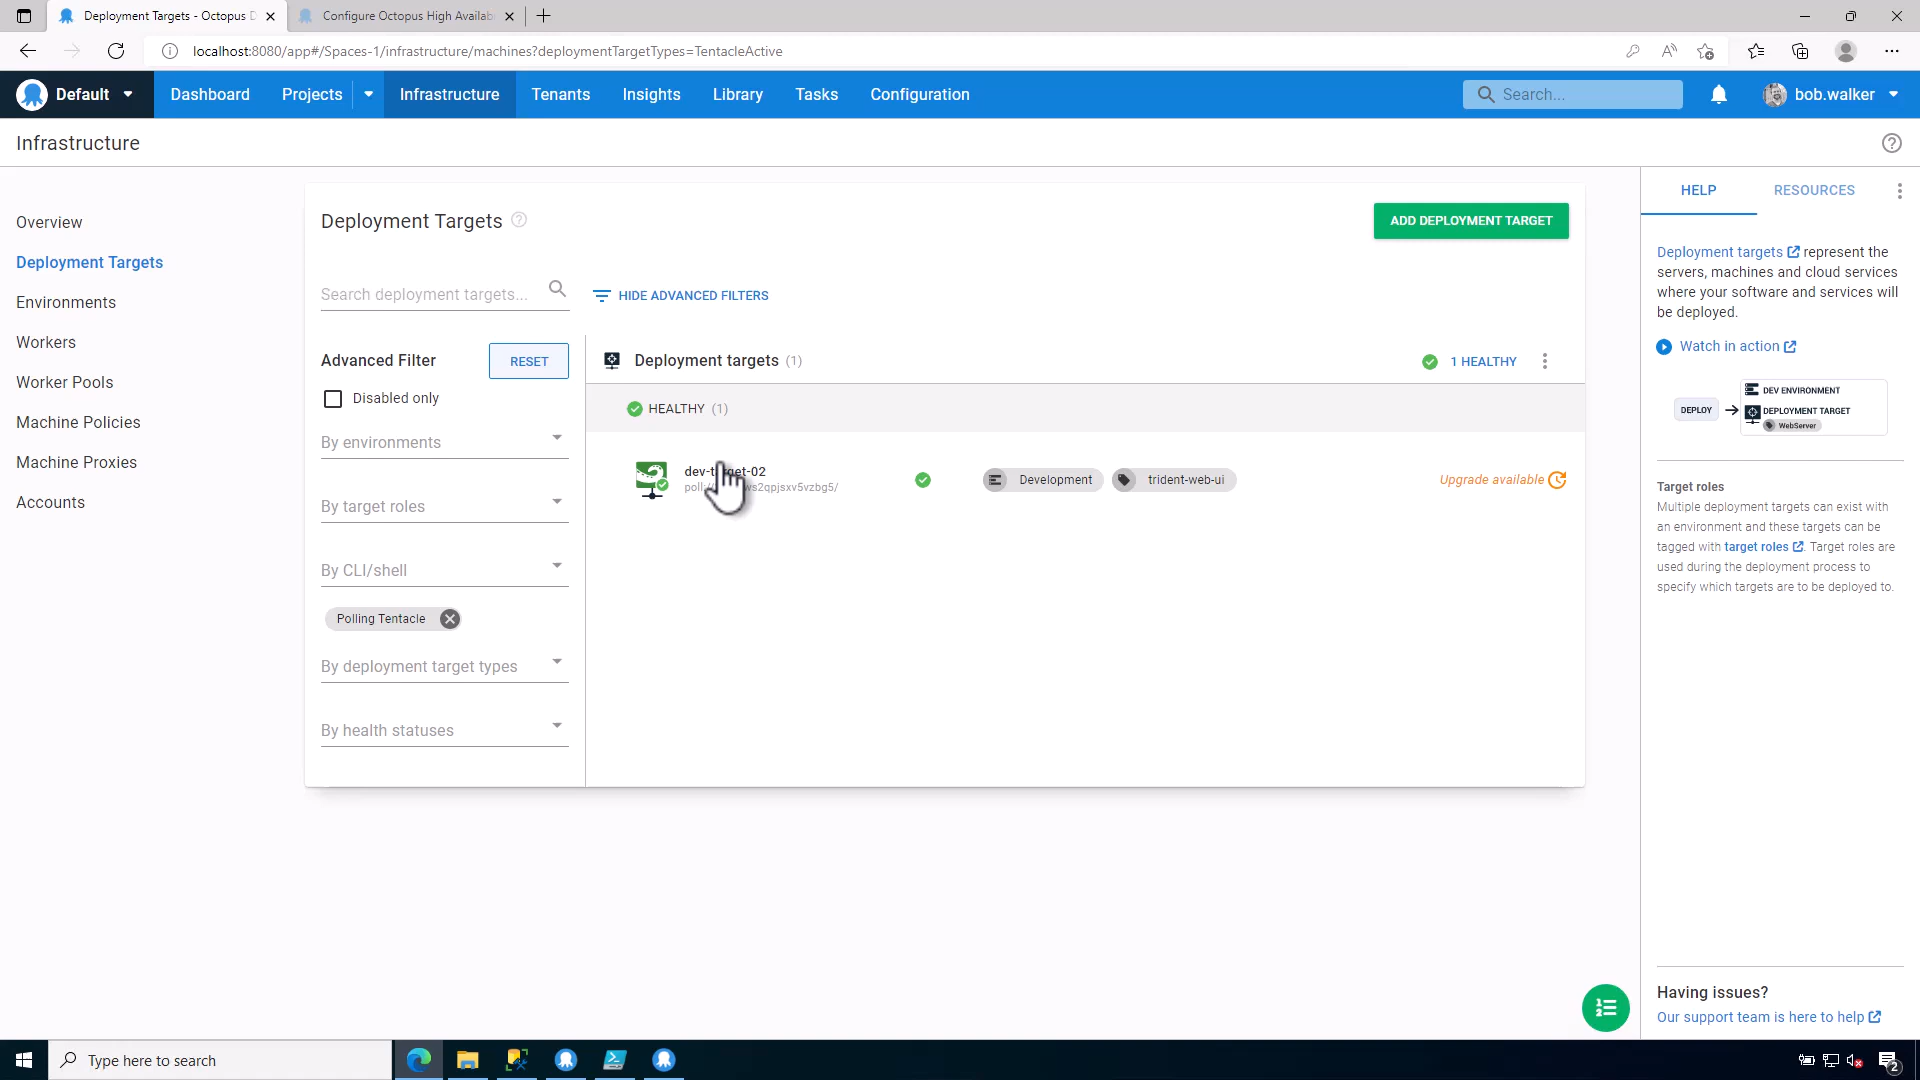 Deployment Targets - Octopus D
Configure Octopus High Availab
localhost:8080/app#/Spaces-1/infrastructure/machines?deploymentTargetTypes=TentacleActive
Default
Dashboard
Projects
Infrastructure
Tenants
Insights
Library
Tasks
Configuration
Search...
bob.walker
Infrastructure
Overview
Deployment Targets
Environments
Workers
Worker Pools
Machine Policies
Machine Proxies
Accounts
Deployment Targets
ADD DEPLOYMENT TARGET
Search deployment targets...
HIDE ADVANCED FILTERS
Advanced Filter
RESET
Disabled only
By environments
By target roles
By CLI/shell
Polling Tentacle
By deployment target types
By health statuses
Deployment targets (1)
1 HEALTHY
HEALTHY (1)
dev-target-02
ws2qpjsxv5vzbg5/
Development
trident-web-ui
Upgrade available
HELP
RESOURCES
Deployment targets represent the
servers, machines and cloud services
where your software and services will
be deployed.
Watch in action
DEPLOY
DEV ENVIRONMENT
DEPLOYMENT TARGET
WebServer
Target roles
Multiple deployment targets can exist with
an environment and these targets can be
tagged with target roles. Target roles are
used during the deployment process to
specify which targets are to be deployed to.
Having issues?
Our support team is here to help
Type here to search
2